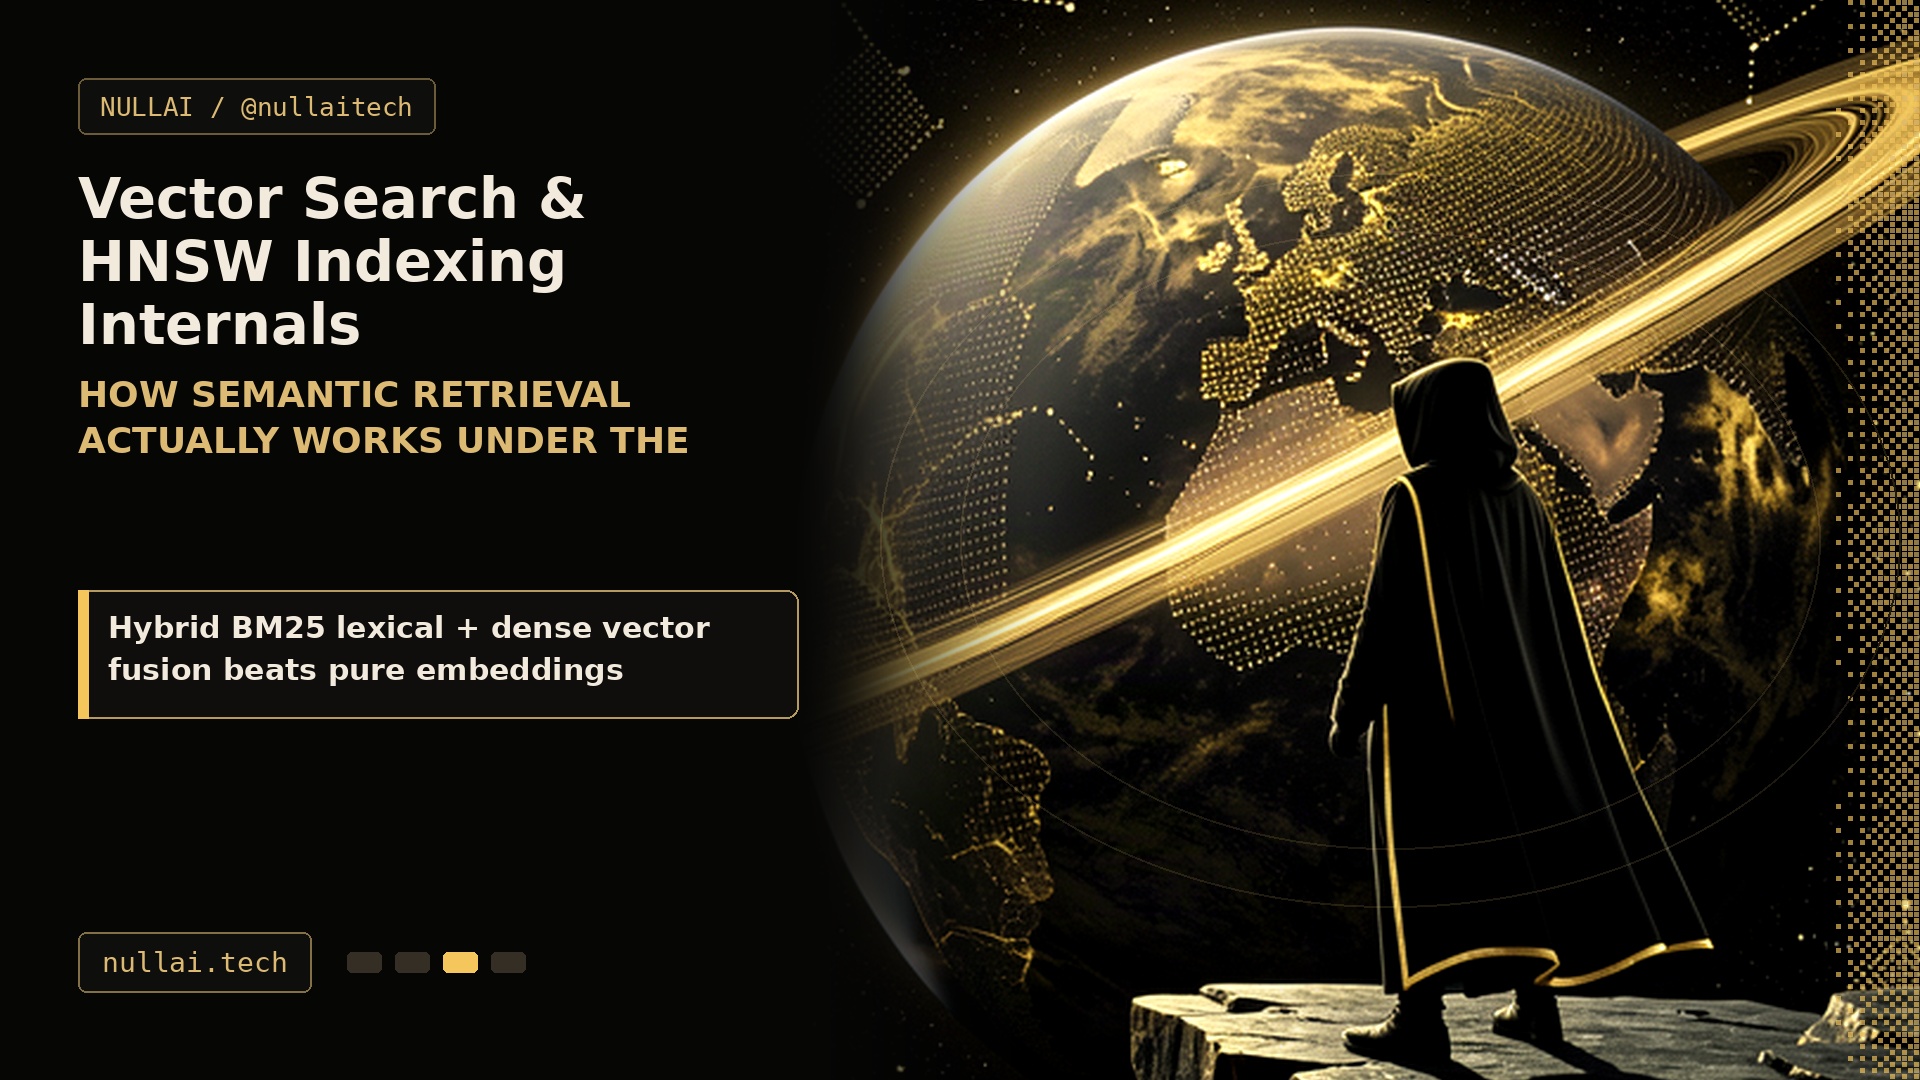 NULLAI / @nullaitech
Vector Search &
HNSW Indexing
Internals
HOW SEMANTIC RETRIEVAL
ACTUALLY WORKS UNDER THE
Hybrid BM25 lexical + dense vector
fusion beats pure embeddings
nullai.tech